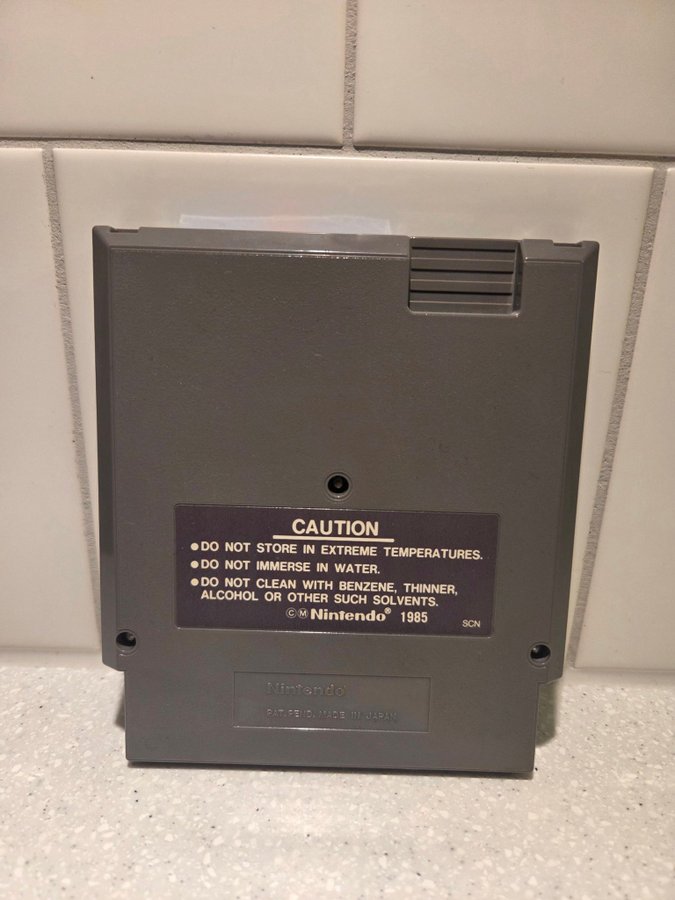 CAUTION
●DO NOT STORE IN EXTREME TEMPERATURES.
●DO NOT IMMERSE IN WATER.
●DO NOT CLEAN WITH BENZENE, THINNER,
ALCOHOL OR OTHER SUCH SOLVENTS.
©Ⓜ Nintendo® 1985 SCN
Nintendo
PAT. PEND. MADE IN JAPAN